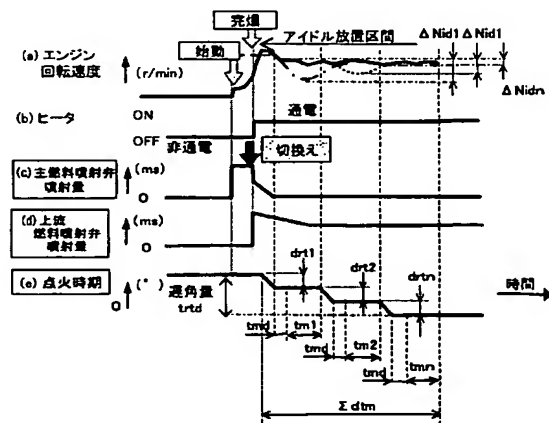 完爆
始動
アイドル放置区間
ΔNid1 ΔNid1
ΔNidn
(a)エンジン
回転速度
(r/min)
(b)ヒータ
ON
OFF
通電
非通電
切換え
(c)主燃料噴射弁
噴射量
(ms)
0
(d)上流
燃料噴射弁
噴射量
(ms)
0
(e)点火時期
(°)
0
遅角量
trtd
drt1
drt2
drtn
時間
tmd tm1
tmd tm2
tmd tmn
Σdtm